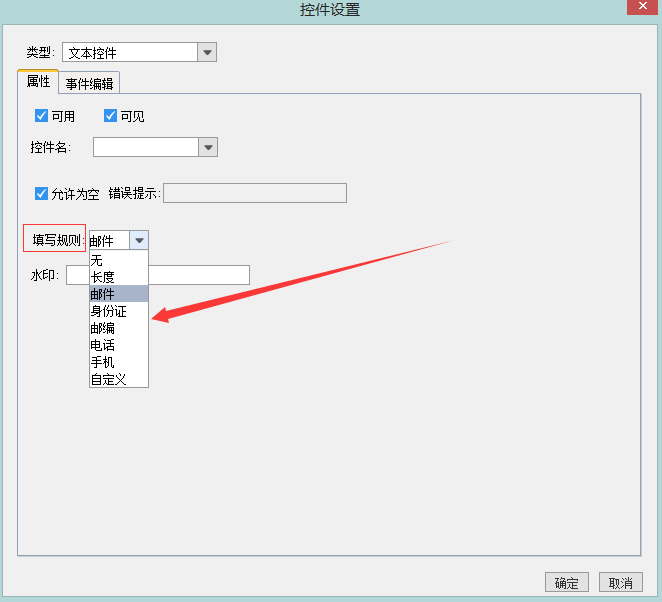 控件设置
类型: 文本控件
属性 事件编辑
可用 可见
控件名:
允许为空 错误提示:
填写规则: 邮件
无
水印:
长度
邮件
身份证
邮编
电话
手机
自定义
确定 取消